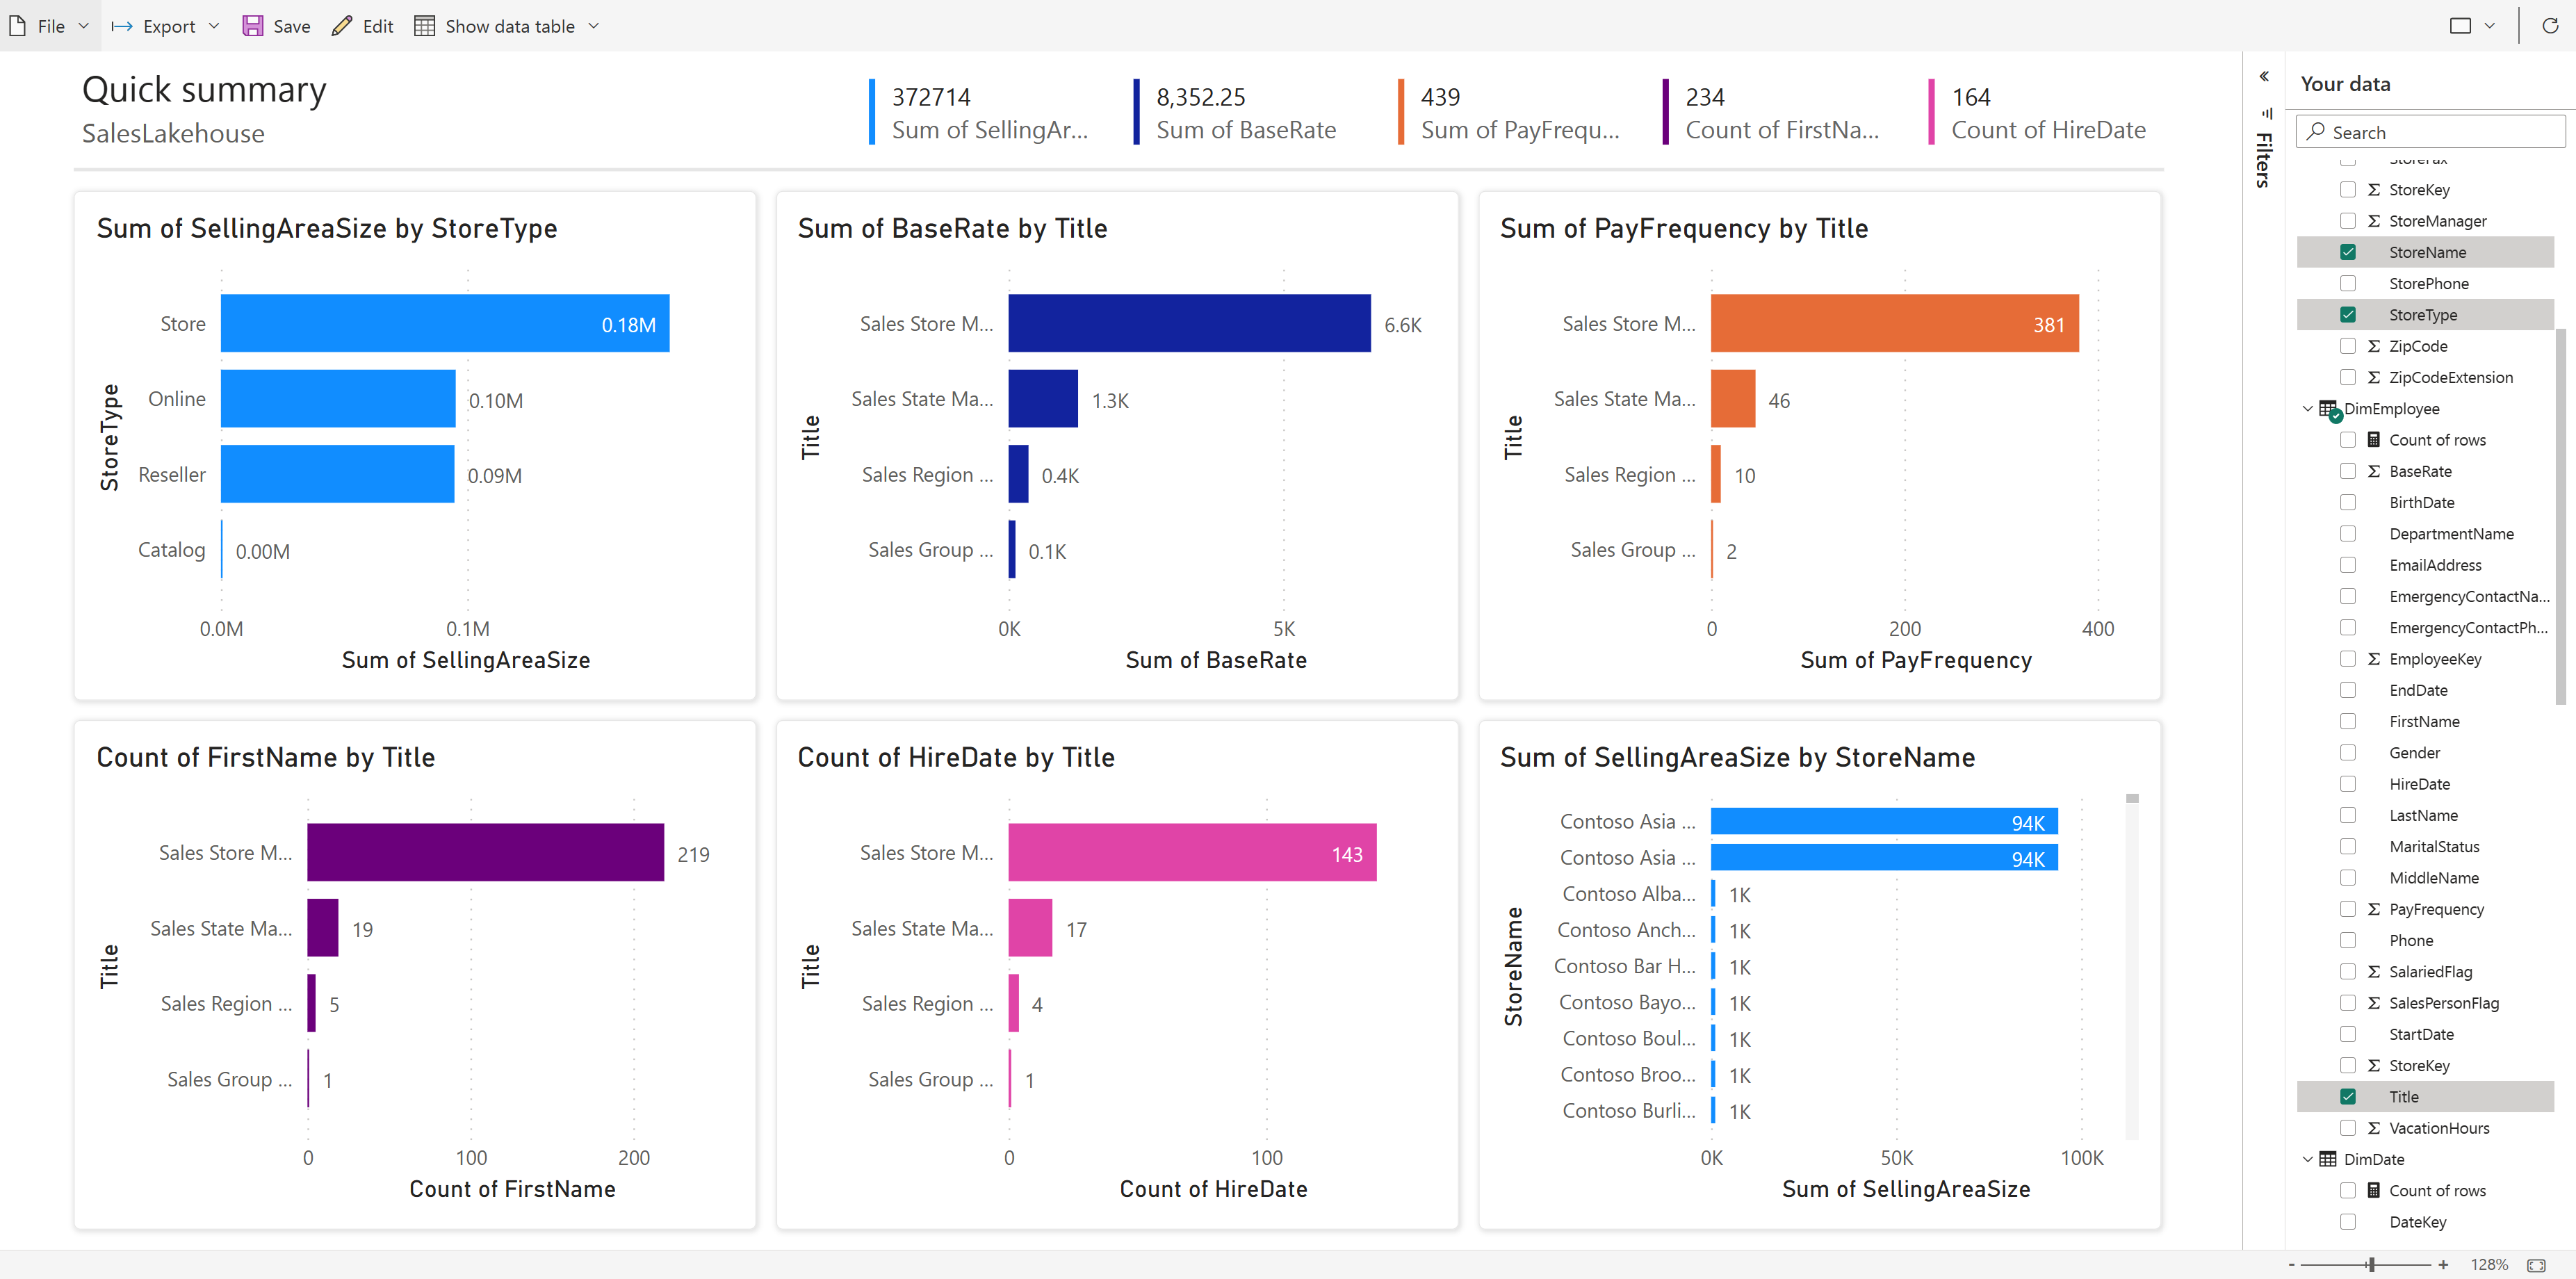 File Export Save Edit Show data table
Quick summary
SalesLakehouse
372714
Sum of SellingAr...
8,352.25
Sum of BaseRate
439
Sum of PayFrequ...
234
Count of FirstNa...
164
Count of HireDate
Sum of SellingAreaSize by StoreType
StoreType
Store 0.18M
Online 0.10M
Reseller 0.09M
Catalog 0.00M
0.0M 0.1M
Sum of SellingAreaSize
Sum of BaseRate by Title
Title
Sales Store M... 6.6K
Sales State Ma... 1.3K
Sales Region ... 0.4K
Sales Group ... 0.1K
0K 5K
Sum of BaseRate
Sum of PayFrequency by Title
Title
Sales Store M... 381
Sales State Ma... 46
Sales Region ... 10
Sales Group ... 2
0 200 400
Sum of PayFrequency
Count of FirstName by Title
Title
Sales Store M... 219
Sales State Ma... 19
Sales Region ... 5
Sales Group ... 1
0 100 200
Count of FirstName
Count of HireDate by Title
Title
Sales Store M... 143
Sales State Ma... 17
Sales Region ... 4
Sales Group ... 1
0 100
Count of HireDate
Sum of SellingAreaSize by StoreName
StoreName
Contoso Asia ... 94K
Contoso Asia ... 94K
Contoso Alba... 1K
Contoso Anch... 1K
Contoso Bar H... 1K
Contoso Bayo... 1K
Contoso Boul... 1K
Contoso Broo... 1K
Contoso Burli... 1K
0K 50K 100K
Sum of SellingAreaSize
Filters
Your data
Search
StoreKey
StoreManager
StoreName
StorePhone
StoreType
ZipCode
ZipCodeExtension
DimEmployee
Count of rows
BaseRate
BirthDate
DepartmentName
EmailAddress
EmergencyContactNa...
EmergencyContactPh...
EmployeeKey
EndDate
FirstName
Gender
HireDate
LastName
MaritalStatus
MiddleName
PayFrequency
Phone
SalariedFlag
SalesPersonFlag
StartDate
StoreKey
Title
VacationHours
DimDate
Count of rows
DateKey
- + 128%